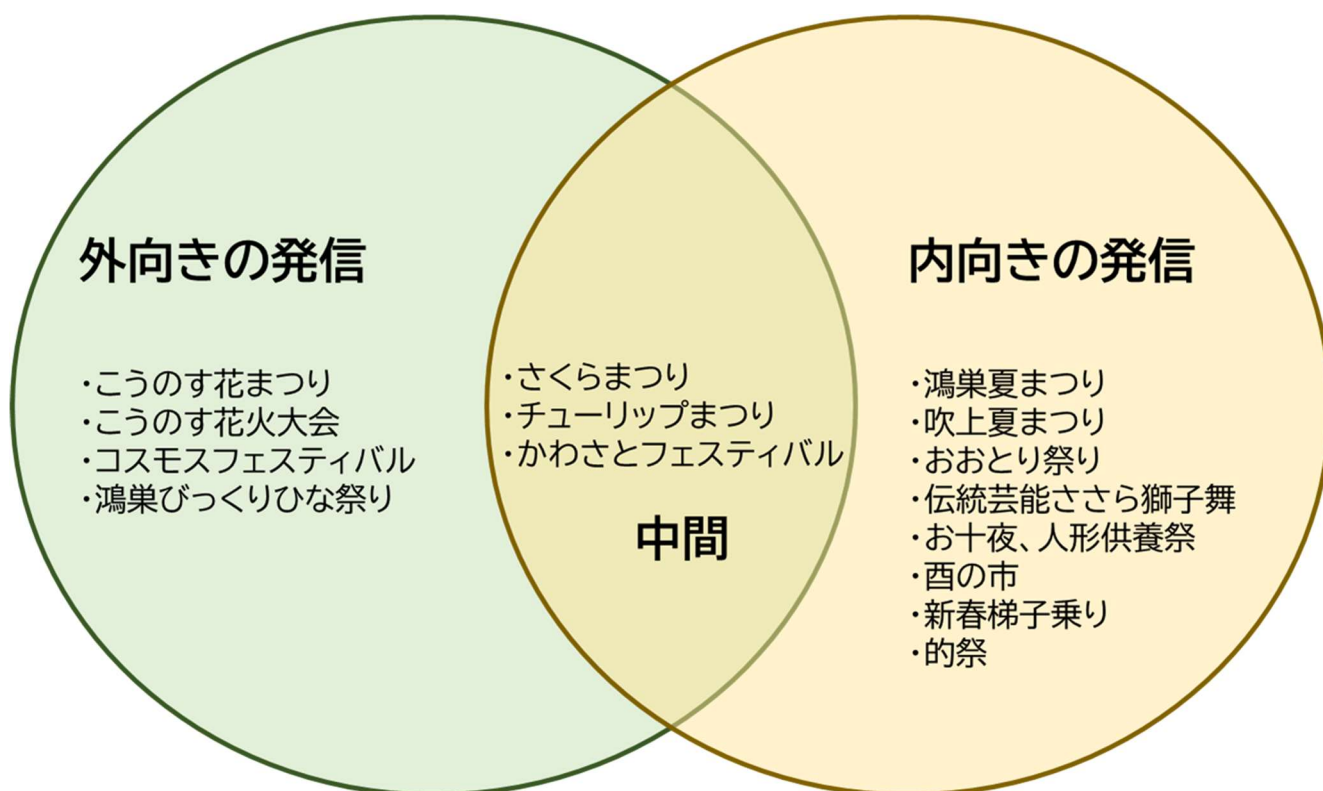 外向きの発信
・こうのす花まつり
・こうのす花火大会
・コスモスフェスティバル
・鴻巣びっくりひな祭り
・さくらまつり
・チューリップまつり
・かわさとフェスティバル
中間
内向きの発信
・鴻巣夏まつり
・吹上夏まつり
・おおとり祭り
・伝統芸能ささら獅子舞
・お十夜、人形供養祭
・酉の市
・新春梯子乗り
・的祭